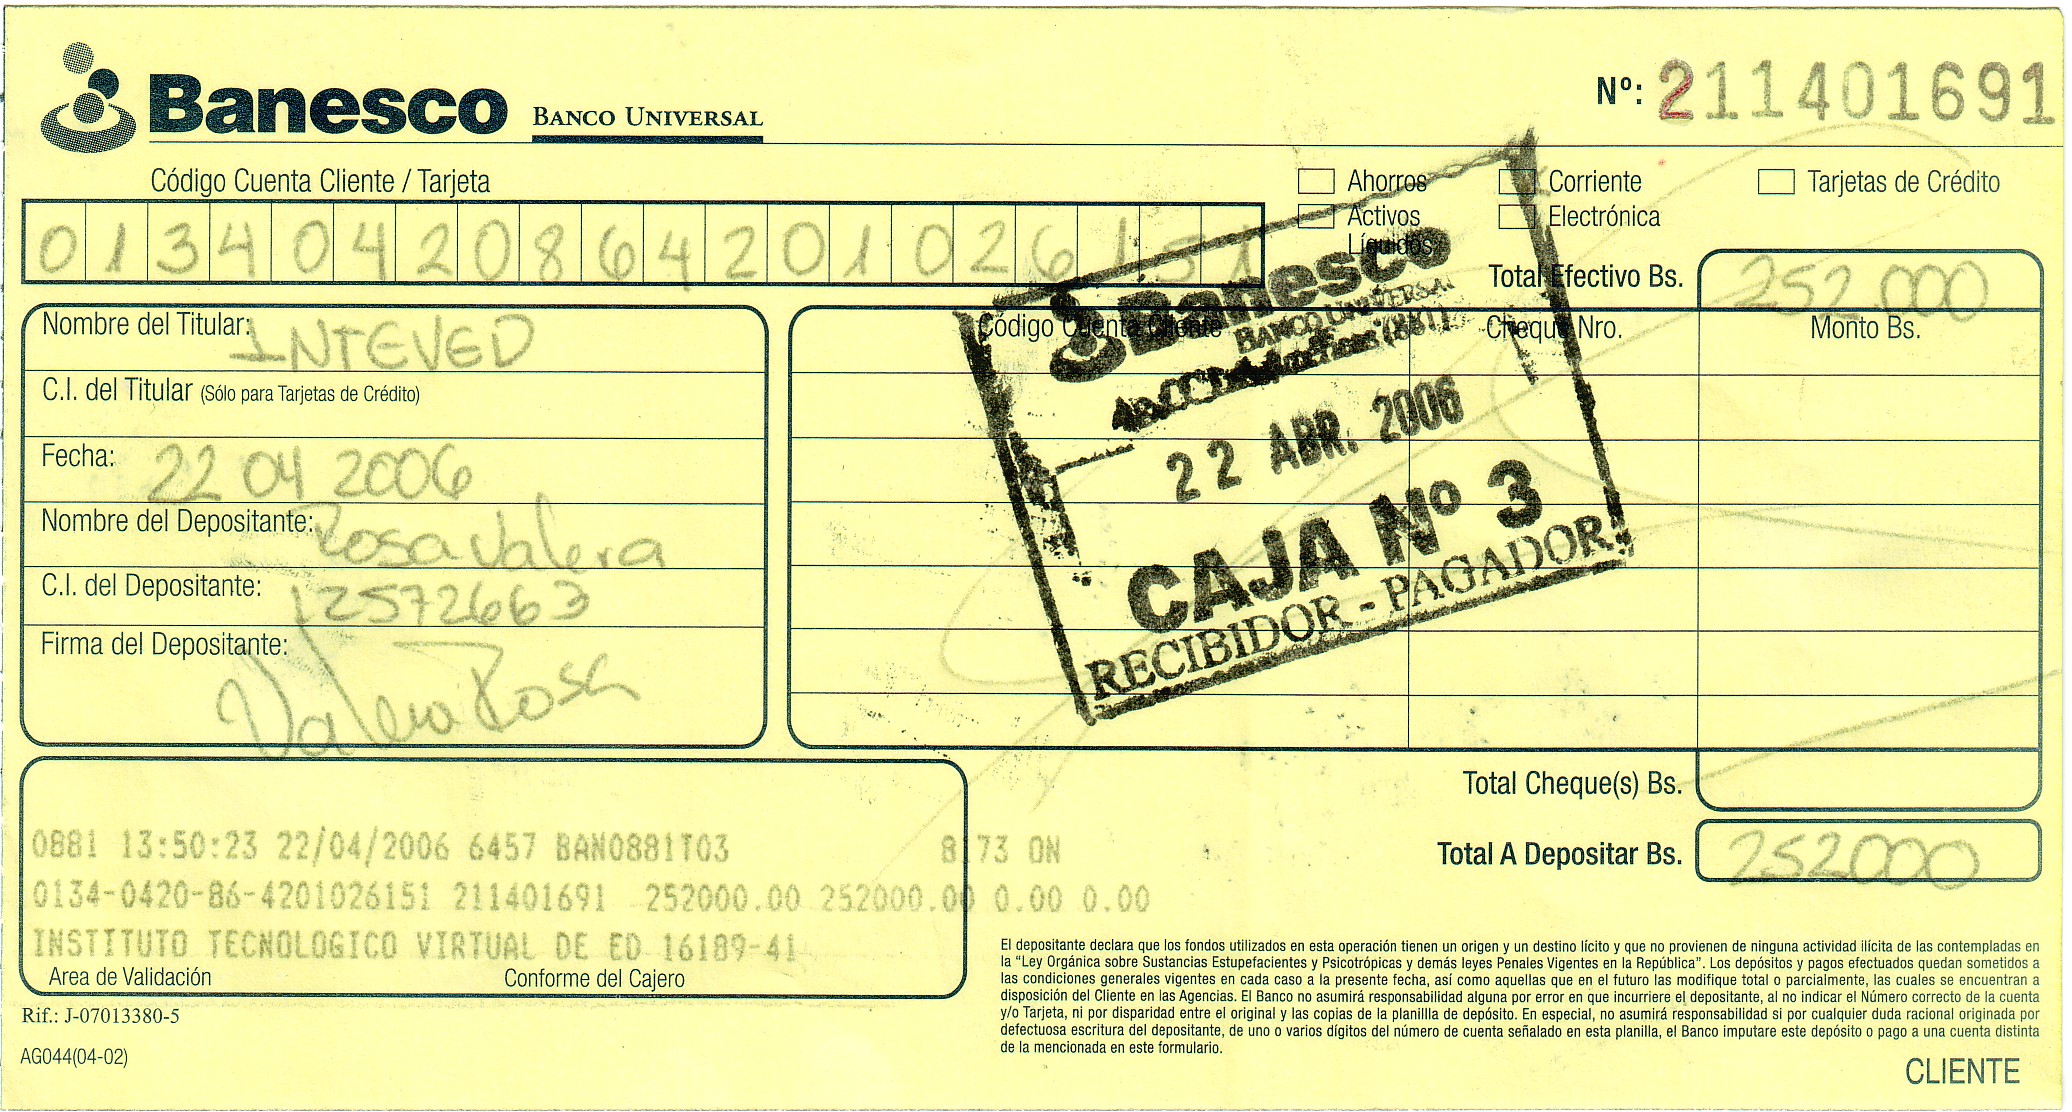 Banesco BANCO UNIVERSAL
Nº: 211401691
Código Cuenta Cliente / Tarjeta
Ahorros
Corriente
Tarjetas de Crédito
Activos Líquidos
Electrónica
01340420864201026151
Total Efectivo Bs. 252.000
Nombre del Titular: INTEVED
C.I. del Titular (Sólo para Tarjetas de Crédito)
Fecha: 22 04 2006
Nombre del Depositante: Rosa Valera
C.I. del Depositante: 12572663
Firma del Depositante: Valera Rosa
Código Cuenta Cliente
Cheque Nro.
Monto Bs.
Banesco
BANCO UNIVERSAL
22 ABR. 2006
CAJA Nº 3
RECIBIDOR - PAGADOR
Total Cheque(s) Bs.
Total A Depositar Bs. 252000
0881 13:50:23 22/04/2006 6457 BAN0881T03 8173 ON
0134-0420-86-4201026151 211401691 252000.00 252000.00 0.00 0.00
INSTITUTO TECNOLOGICO VIRTUAL DE ED 16189-41
Area de Validación
Conforme del Cajero
Rif.: J-07013380-5
AG044(04-02)
El depositante declara que los fondos utilizados en esta operación tienen un origen y un destino lícito y que no provienen de ninguna actividad ilícita de las contempladas en
la “Ley Orgánica sobre Sustancias Estupefacientes y Psicotrópicas y demás leyes Penales Vigentes en la República”. Los depósitos y pagos efectuados quedan sometidos a
las condiciones generales vigentes en cada caso a la presente fecha, así como aquellas que en el futuro las modifique total o parcialmente, las cuales se encuentran a
disposición del Cliente en las Agencias. El Banco no asumirá responsabilidad alguna por error en que incurriere el depositante, al no indicar el Número correcto de la cuenta
y/o Tarjeta, ni por disparidad entre el original y las copias de la planillla de depósito. En especial, no asumirá responsabilidad si por cualquier duda racional originada por
defectuosa escritura del depositante, de uno o varios dígitos del número de cuenta señalado en esta planilla, el Banco imputare este depósito o pago a una cuenta distinta
de la mencionada en este formulario.
CLIENTE